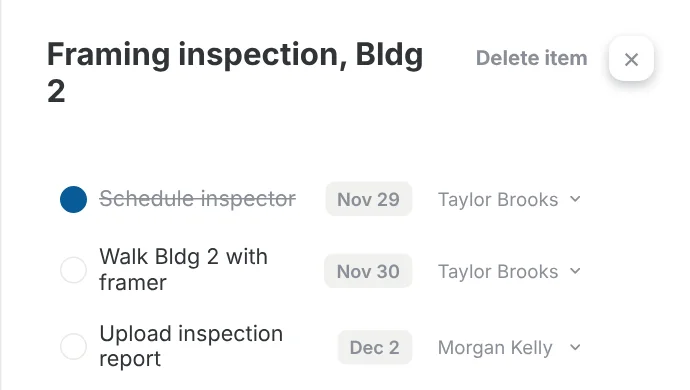 Framing inspection, Bldg
2
Delete item
Schedule inspector
Nov 29
Taylor Brooks
Walk Bldg 2 with
framer
Nov 30
Taylor Brooks
Upload inspection
report
Dec 2
Morgan Kelly